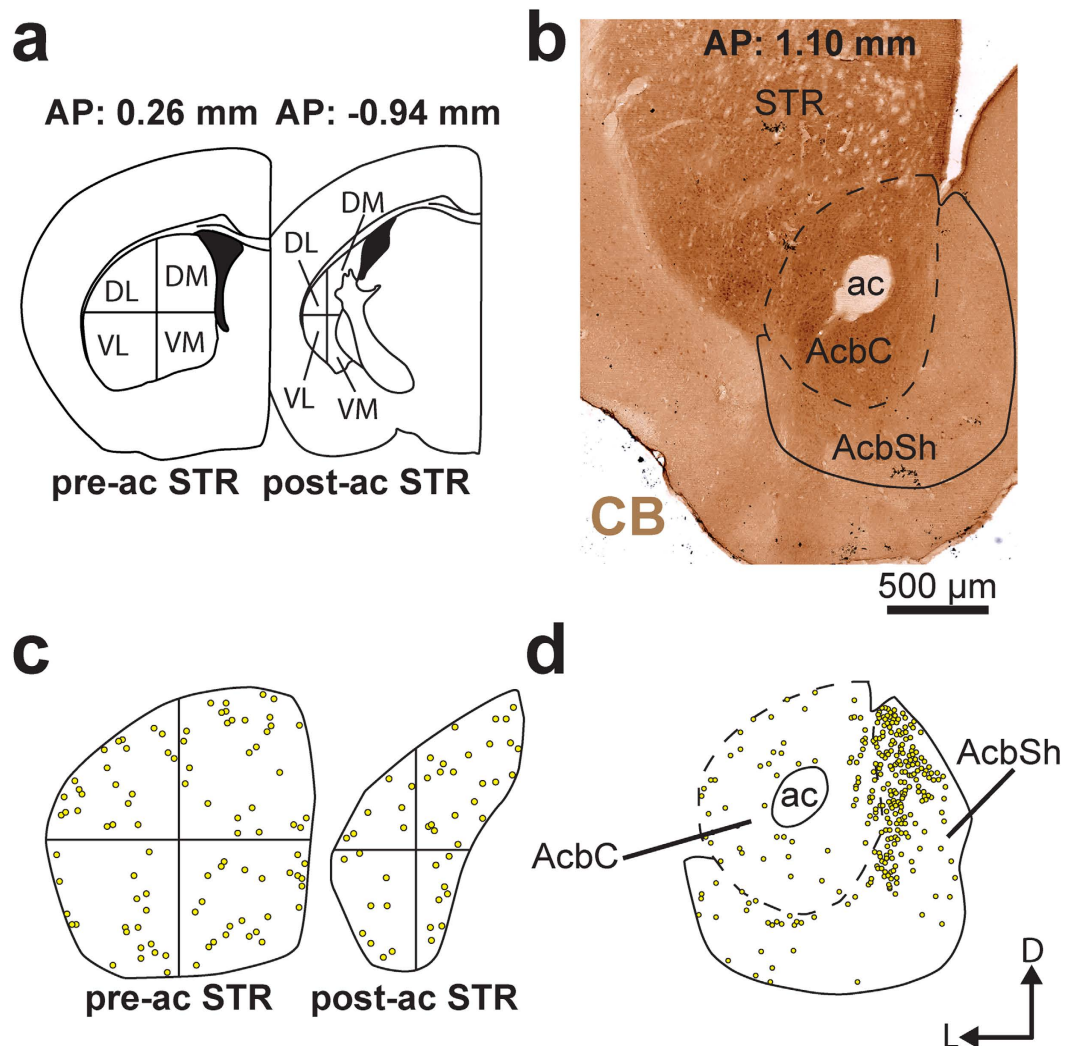 a
AP: 0.26 mm AP: -0.94 mm
DM
DL
DL DM
VL VM
VL VM
pre-ac STR post-ac STR
b
AP: 1.10 mm
STR
ac
AcbC
AcbSh
CB
500 µm
c
pre-ac STR post-ac STR
d
AcbSh
ac
AcbC
D
L